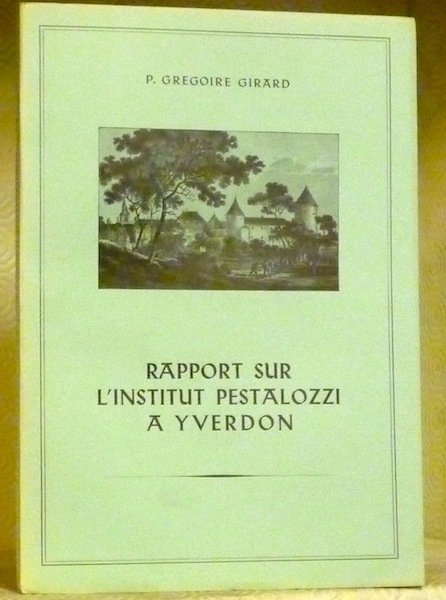 P. GREGOIRE GIRARD
RAPPORT SUR
L'INSTITUT PESTALOZZI
A YVERDON